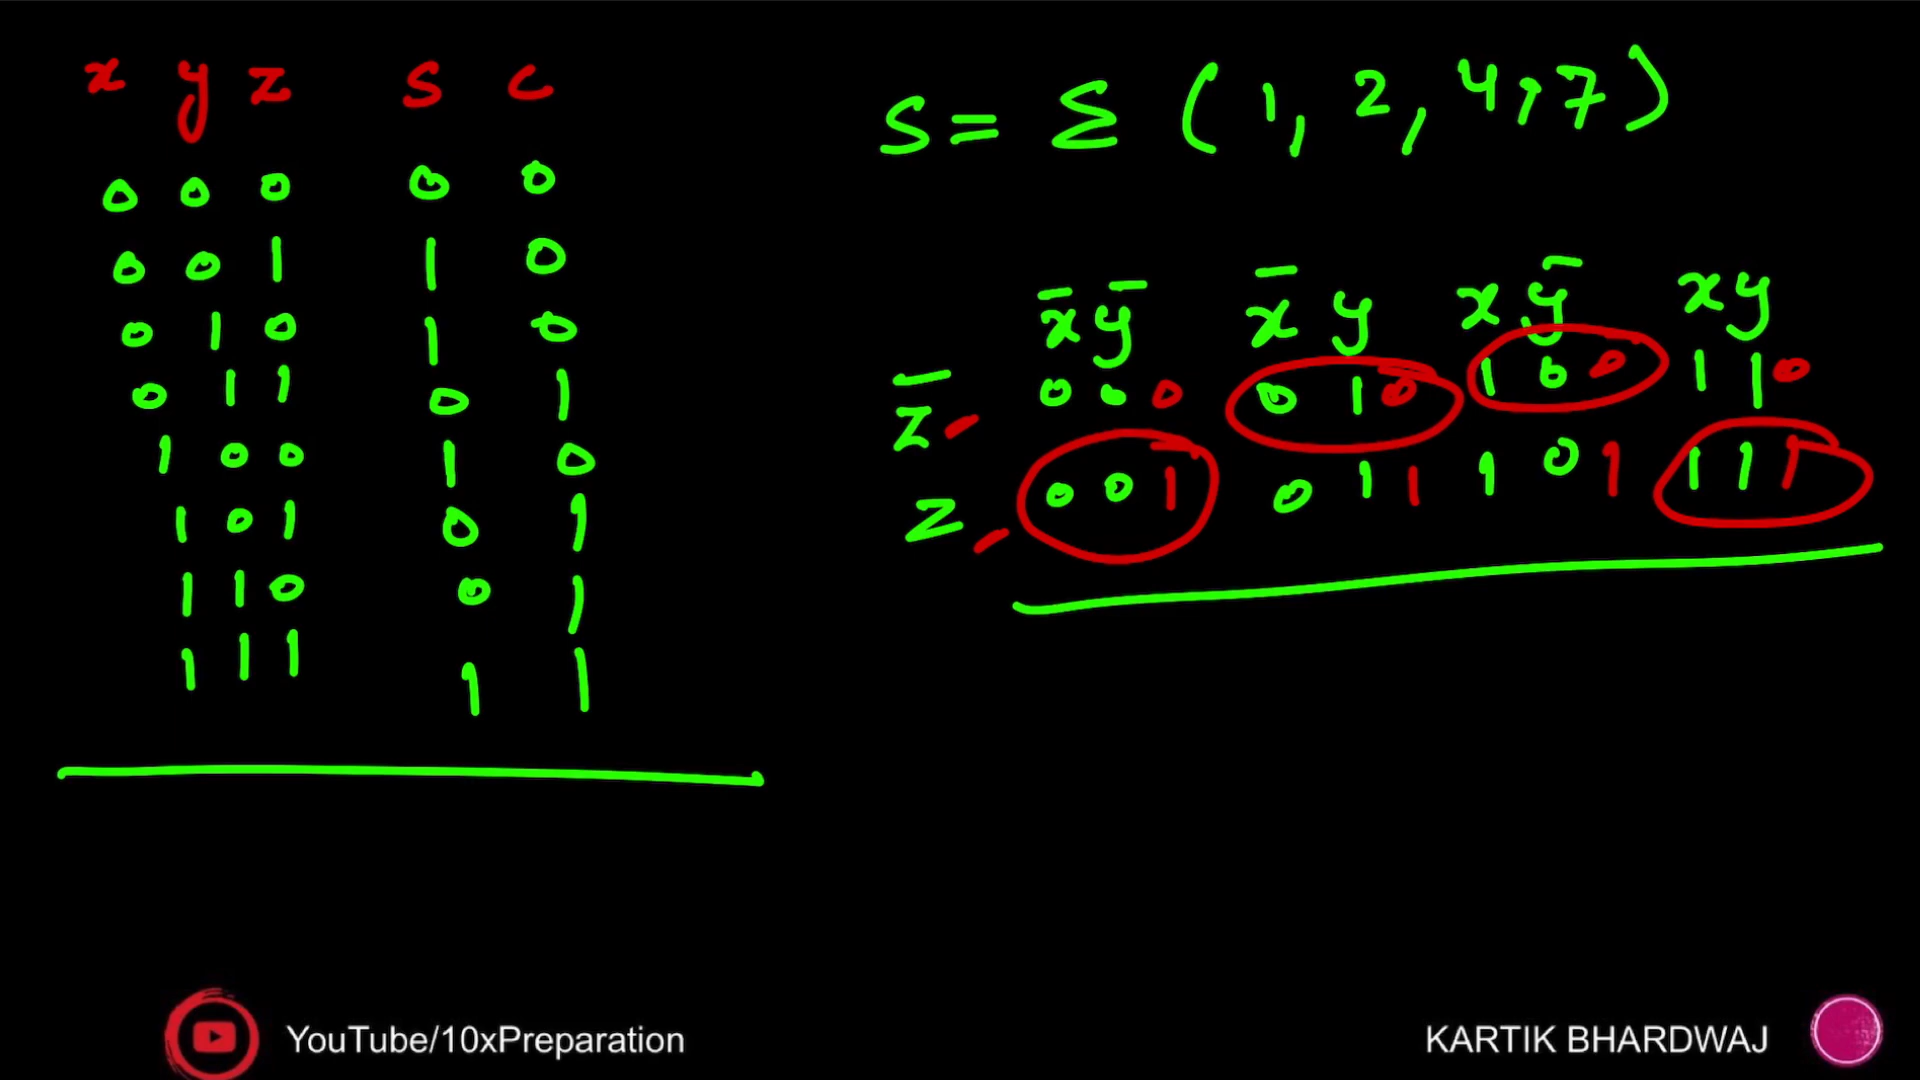 x y z s c
0 0 0 0 0
0 0 1 1 0
0 1 0 1 0
0 1 1 0 1
1 0 0 1 0
1 0 1 0 1
1 1 0 0 1
1 1 1 1 1
S = Σ ( 1, 2, 4, 7 )
x̄ȳ x̄y xȳ xy
z̄ 000 010 100 110
z 001 011 101 111
YouTube/10xPreparation
KARTIK BHARDWAJ